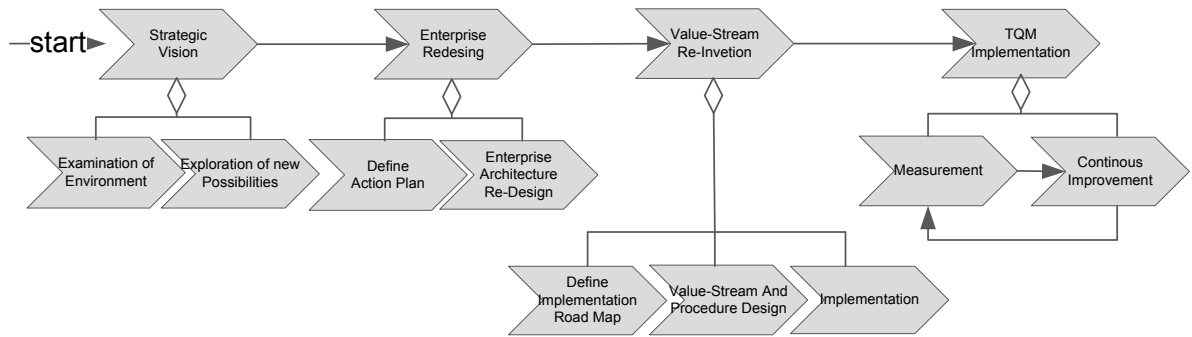 start
Strategic
Vision
Enterprise
Redesing
Value-Stream
Re-Invetion
TQM
Implementation
Examination of
Environment
Exploration of new
Possibilities
Define
Action Plan
Enterprise
Architecture
Re-Design
Measurement
Continous
Improvement
Define
Implementation
Road Map
Value-Stream And
Procedure Design
Implementation